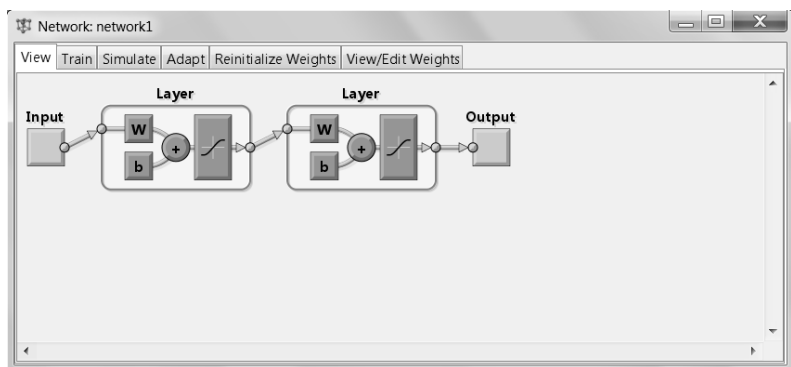 Network: network1
View Train Simulate Adapt Reinitialize Weights View/Edit Weights
Layer Layer
Input Output
W W
+ +
b b